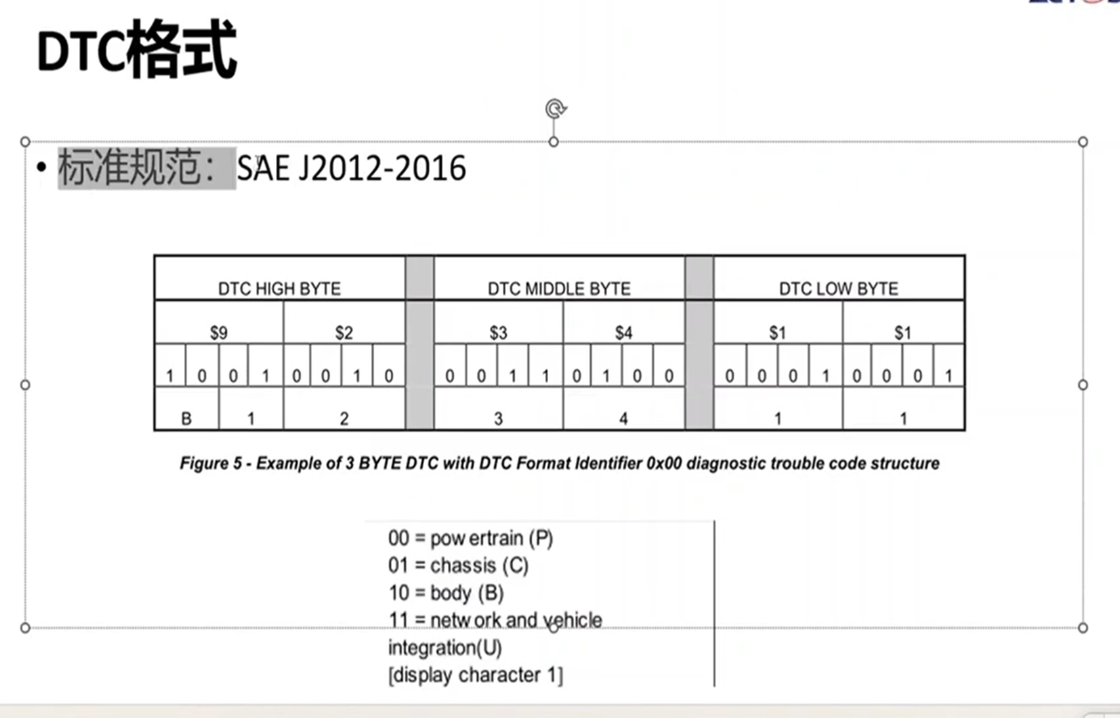 DTC格式
• 标准规范：SAE J2012-2016
DTC HIGH BYTE DTC MIDDLE BYTE DTC LOW BYTE
$9 $2 $3 $4 $1 $1
1 0 0 1 0 0 1 0 0 0 1 1 0 1 0 0 0 0 0 1 0 0 0 1
B 1 2 3 4 1 1
Figure 5 - Example of 3 BYTE DTC with DTC Format Identifier 0x00 diagnostic trouble code structure
00 = powertrain (P)
01 = chassis (C)
10 = body (B)
11 = network and vehicle
integration(U)
[display character 1]